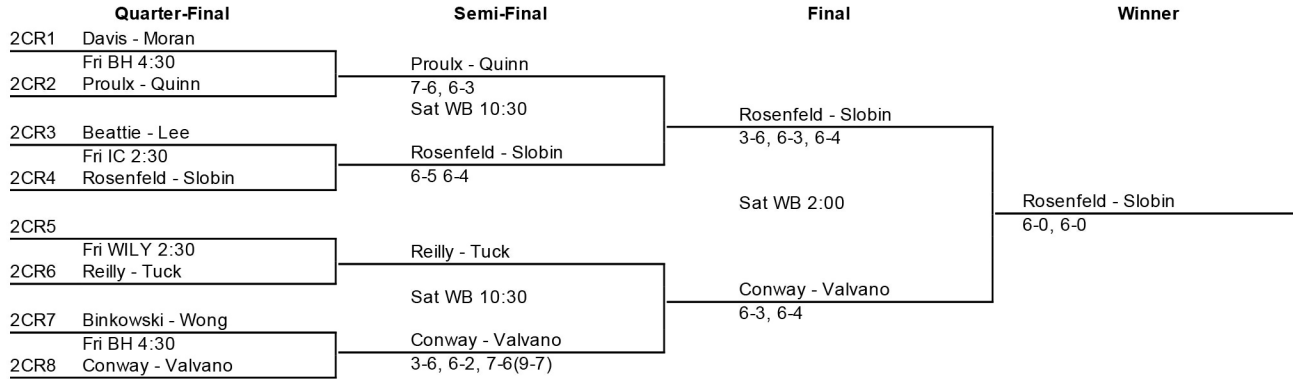 Quarter-Final Semi-Final Final Winner
2CR1 Davis - Moran
Fri BH 4:30
2CR2 Proulx - Quinn
Proulx - Quinn
7-6, 6-3
Sat WB 10:30
2CR3 Beattie - Lee
Fri IC 2:30
2CR4 Rosenfeld - Slobin
Rosenfeld - Slobin
6-5 6-4
Rosenfeld - Slobin
3-6, 6-3, 6-4
Sat WB 2:00
Rosenfeld - Slobin
6-0, 6-0
2CR5
Fri WILY 2:30
2CR6 Reilly - Tuck
Reilly - Tuck
Sat WB 10:30
2CR7 Binkowski - Wong
Fri BH 4:30
2CR8 Conway - Valvano
Conway - Valvano
3-6, 6-2, 7-6(9-7)
Conway - Valvano
6-3, 6-4